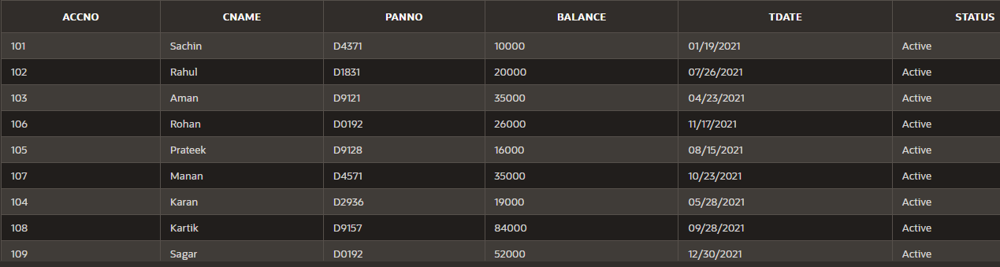 ACCNO CNAME PANNO BALANCE TDATE STATUS
101 Sachin D4371 10000 01/19/2021 Active
102 Rahul D1831 20000 07/26/2021 Active
103 Aman D9121 35000 04/23/2021 Active
106 Rohan D0192 26000 11/17/2021 Active
105 Prateek D9128 16000 08/15/2021 Active
107 Manan D4571 35000 10/23/2021 Active
104 Karan D2936 19000 05/28/2021 Active
108 Kartik D9157 84000 09/28/2021 Active
109 Sagar D0192 52000 12/30/2021 Active